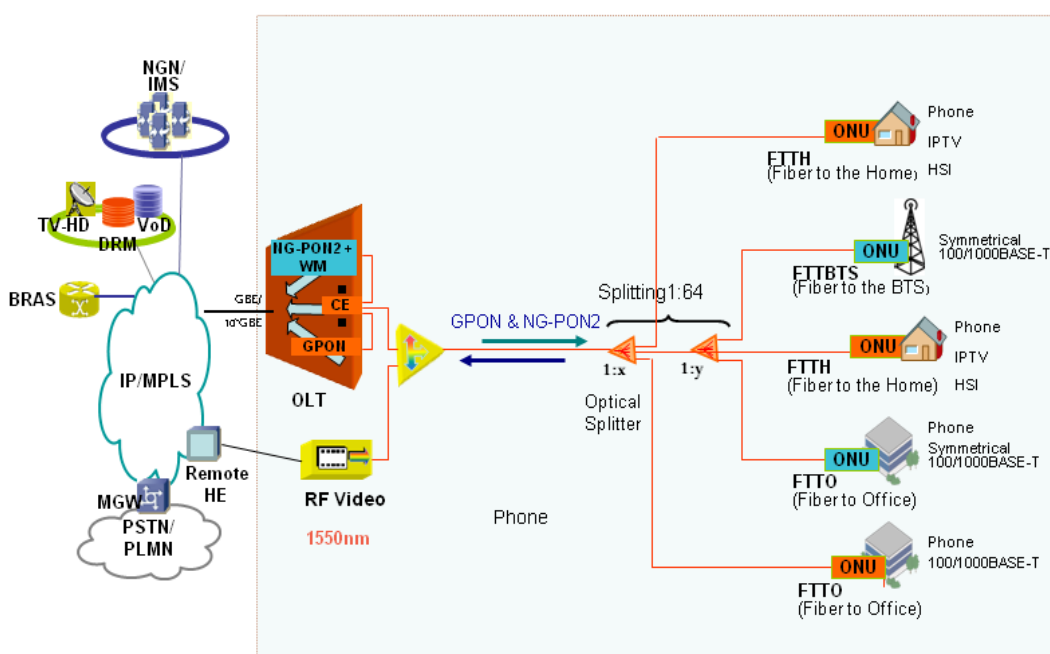 NGN/
IMS
TV-HD
VoD
DRM
BRAS
IP/MPLS
GBE/
10*GBE
NG-PON2 +
WM
CE
GPON
OLT
Remote
HE
MGW
PSTN/
PLMN
RF Video
1550nm
GPON & NG-PON2
Splitting1:64
1:x
1:y
Optical
Splitter
Phone
ONU
FTTH
(Fiber to the Home)
Phone
IPTV
HSI
ONU
FTTBTS
(Fiber to the BTS)
Symmetrical
100/1000BASE-T
ONU
FTTH
(Fiber to the Home)
Phone
IPTV
HSI
ONU
FTTO
(Fiber to Office)
Phone
Symmetrical
100/1000BASE-T
ONU
FTTO
(Fiber to Office)
Phone
100/1000BASE-T